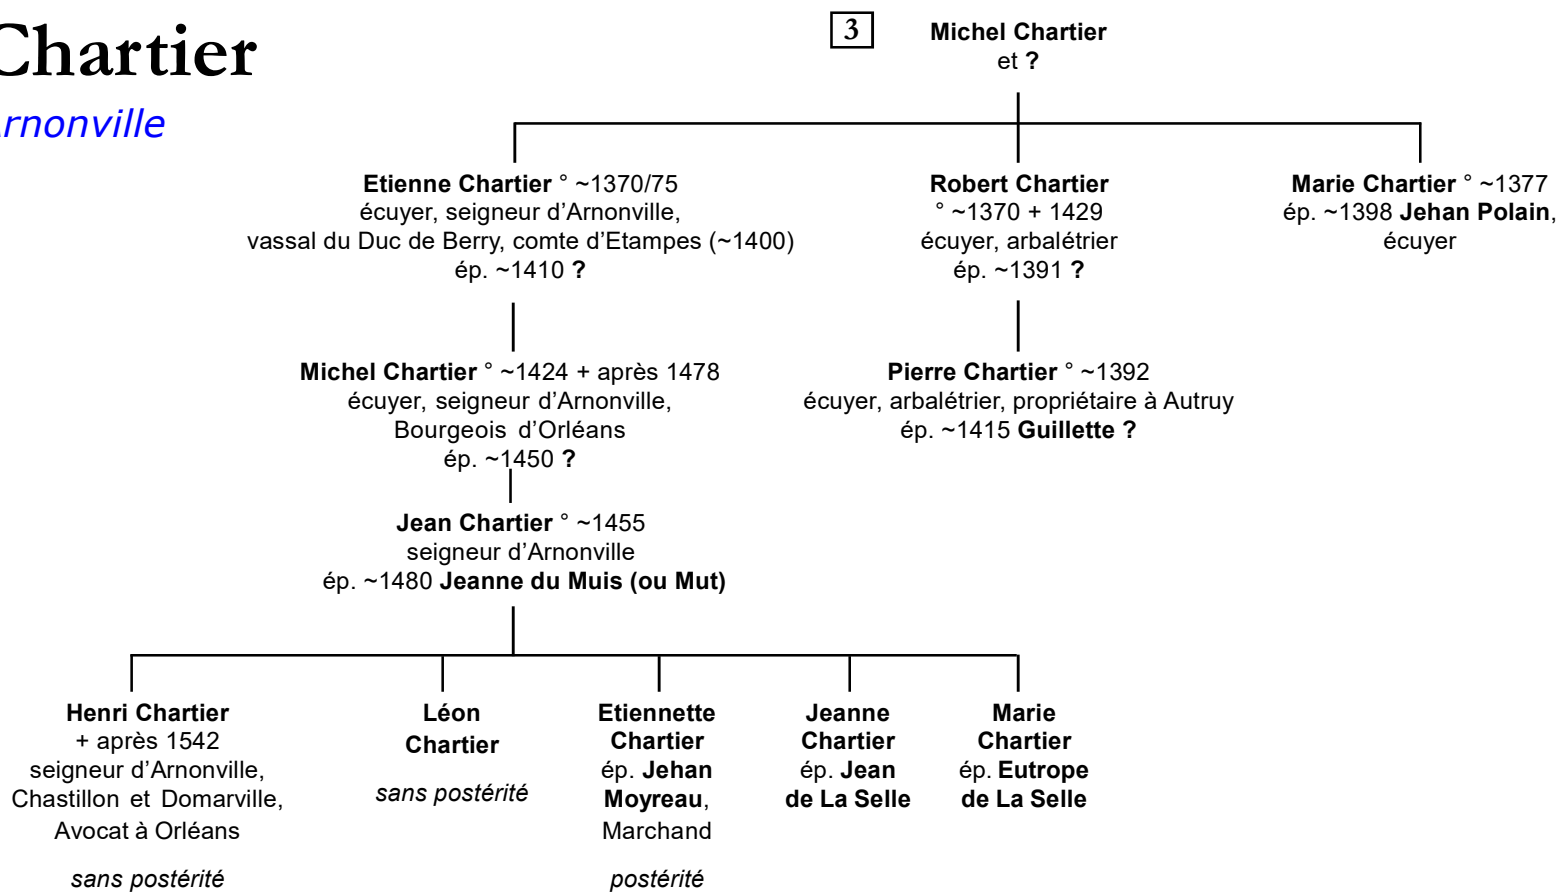 Chartier
Arnonville
3
Michel Chartier
et ?
Etienne Chartier ° ~1370/75
écuyer, seigneur d’Arnonville,
vassal du Duc de Berry, comte d’Etampes (~1400)
ép. ~1410 ?
Robert Chartier
° ~1370 + 1429
écuyer, arbalétrier
ép. ~1391 ?
Marie Chartier ° ~1377
ép. ~1398 Jehan Polain,
écuyer
Michel Chartier ° ~1424 + après 1478
écuyer, seigneur d’Arnonville,
Bourgeois d’Orléans
ép. ~1450 ?
Pierre Chartier ° ~1392
écuyer, arbalétrier, propriétaire à Autruy
ép. ~1415 Guillette ?
Jean Chartier ° ~1455
seigneur d’Arnonville
ép. ~1480 Jeanne du Muis (ou Mut)
Henri Chartier
+ après 1542
seigneur d’Arnonville,
Chastillon et Domarville,
Avocat à Orléans
sans postérité
Léon
Chartier
sans postérité
Etiennette
Chartier
ép. Jehan
Moyreau,
Marchand
postérité
Jeanne
Chartier
ép. Jean
de La Selle
Marie
Chartier
ép. Eutrope
de La Selle